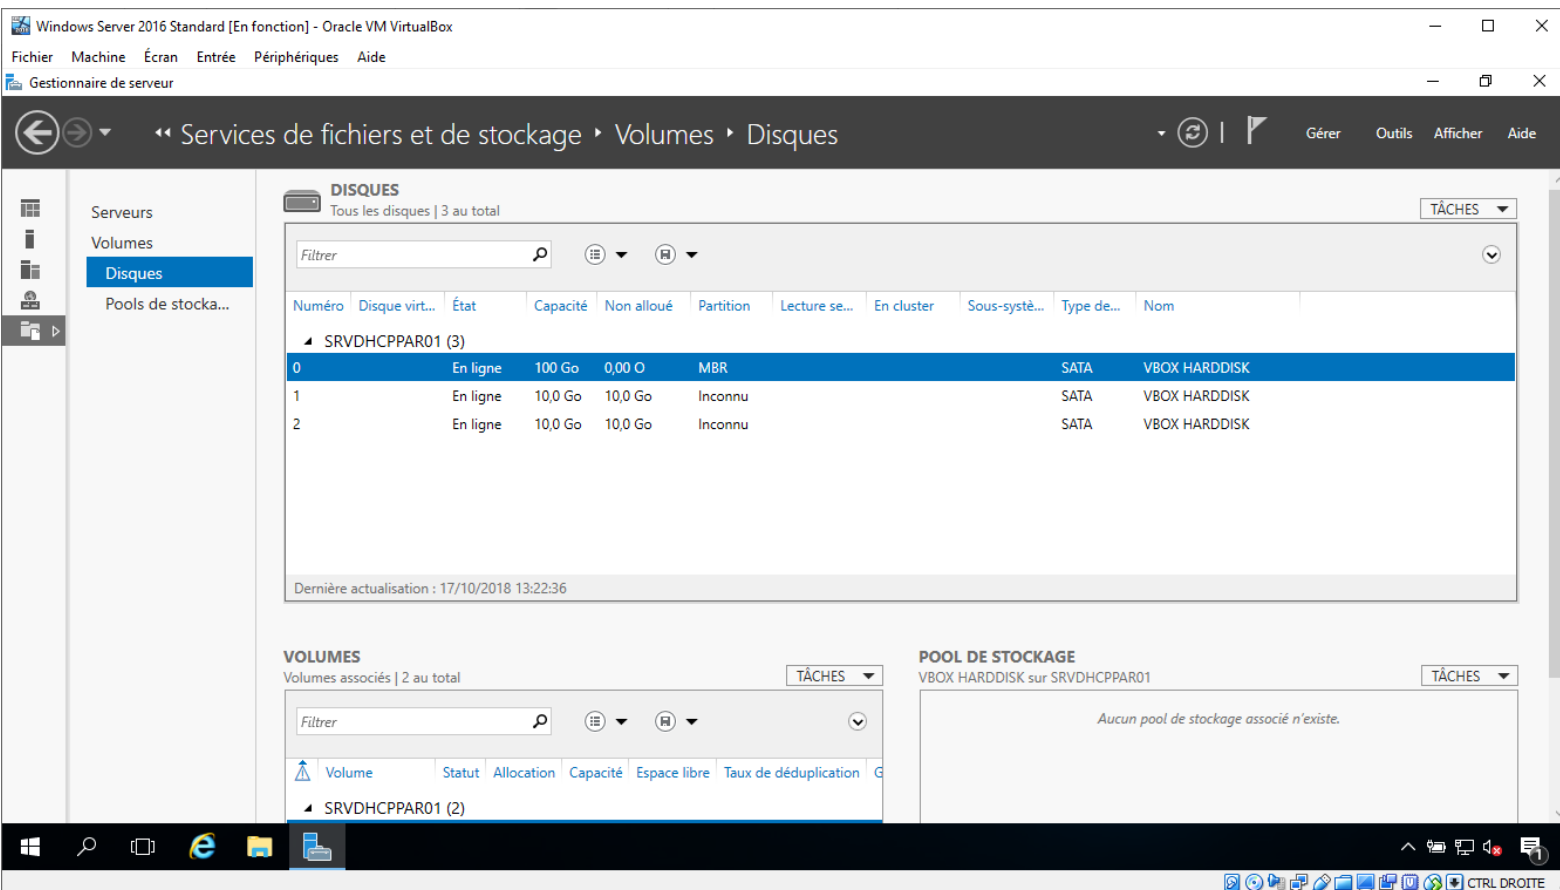 Windows Server 2016 Standard [En fonction] - Oracle VM VirtualBox
Fichier Machine Écran Entrée Périphériques Aide
Gestionnaire de serveur
Services de fichiers et de stockage Volumes Disques
Gérer Outils Afficher Aide
Serveurs
Volumes
Disques
Pools de stocka...
DISQUES
Tous les disques | 3 au total
TÂCHES
Filtrer
Numéro Disque virt... État Capacité Non alloué Partition Lecture se... En cluster Sous-systè... Type de... Nom
SRVDHCPPAR01 (3)
0 En ligne 100 Go 0,00 O MBR SATA VBOX HARDDISK
1 En ligne 10,0 Go 10,0 Go Inconnu SATA VBOX HARDDISK
2 En ligne 10,0 Go 10,0 Go Inconnu SATA VBOX HARDDISK
Dernière actualisation : 17/10/2018 13:22:36
VOLUMES
Volumes associés | 2 au total
TÂCHES
Filtrer
Volume Statut Allocation Capacité Espace libre Taux de déduplication G
SRVDHCPPAR01 (2)
POOL DE STOCKAGE
VBOX HARDDISK sur SRVDHCPPAR01
TÂCHES
Aucun pool de stockage associé n'existe.
1
CTRL DROITE